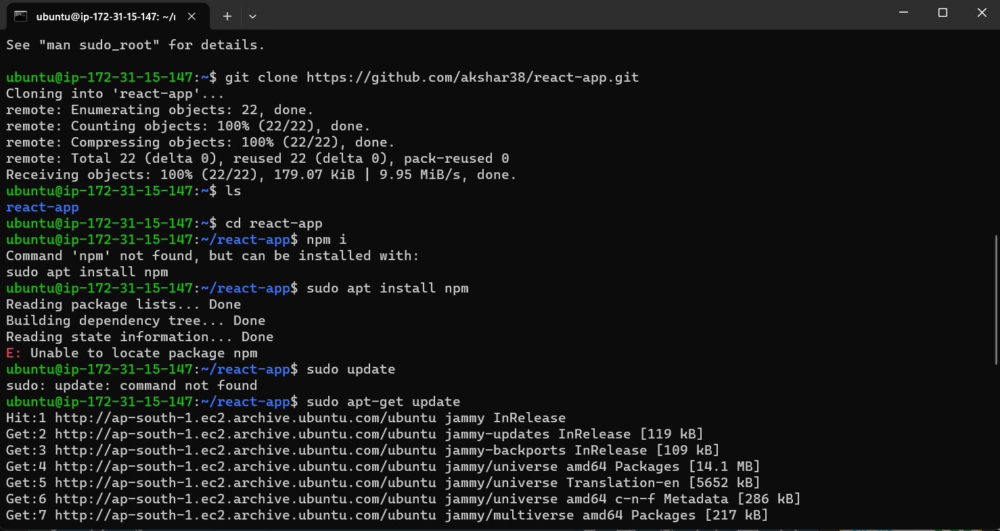 ubuntu@ip-172-31-15-147: ~/r
See "man sudo_root" for details.
ubuntu@ip-172-31-15-147:~$ git clone https://github.com/akshar38/react-app.git
Cloning into 'react-app'...
remote: Enumerating objects: 22, done.
remote: Counting objects: 100% (22/22), done.
remote: Compressing objects: 100% (22/22), done.
remote: Total 22 (delta 0), reused 22 (delta 0), pack-reused 0
Receiving objects: 100% (22/22), 179.07 KiB | 9.95 MiB/s, done.
ubuntu@ip-172-31-15-147:~$ ls
react-app
ubuntu@ip-172-31-15-147:~$ cd react-app
ubuntu@ip-172-31-15-147:~/react-app$ npm i
Command 'npm' not found, but can be installed with:
sudo apt install npm
ubuntu@ip-172-31-15-147:~/react-app$ sudo apt install npm
Reading package lists... Done
Building dependency tree... Done
Reading state information... Done
E: Unable to locate package npm
ubuntu@ip-172-31-15-147:~/react-app$ sudo update
sudo: update: command not found
ubuntu@ip-172-31-15-147:~/react-app$ sudo apt-get update
Hit:1 http://ap-south-1.ec2.archive.ubuntu.com/ubuntu jammy InRelease
Get:2 http://ap-south-1.ec2.archive.ubuntu.com/ubuntu jammy-updates InRelease [119 kB]
Get:3 http://ap-south-1.ec2.archive.ubuntu.com/ubuntu jammy-backports InRelease [109 kB]
Get:4 http://ap-south-1.ec2.archive.ubuntu.com/ubuntu jammy/universe amd64 Packages [14.1 MB]
Get:5 http://ap-south-1.ec2.archive.ubuntu.com/ubuntu jammy/universe Translation-en [5652 kB]
Get:6 http://ap-south-1.ec2.archive.ubuntu.com/ubuntu jammy/universe amd64 c-n-f Metadata [286 kB]
Get:7 http://ap-south-1.ec2.archive.ubuntu.com/ubuntu jammy/multiverse amd64 Packages [217 kB]